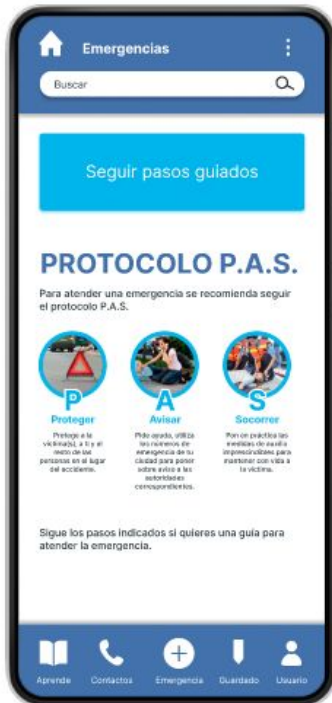 Emergencias
Buscar
Seguir pasos guiados
PROTOCOLO P.A.S.
Para atender una emergencia se recomienda seguir
el protocolo P.A.S.
P
Proteger
Protege a la
víctima(s), a ti y al
resto de las
personas en el lugar
del accidente.
A
Avisar
Pide ayuda, utiliza
los números de
emergencia de tu
ciudad para poner
sobre aviso a las
autoridades
correspondientes.
S
Socorrer
Pon en práctica las
medidas de auxilio
imprescindibles para
mantener con vida a
la víctima.
Sigue los pasos indicados si quieres una guía para
atender la emergencia.
Aprende
Contactos
Emergencia
Guardado
Usuario